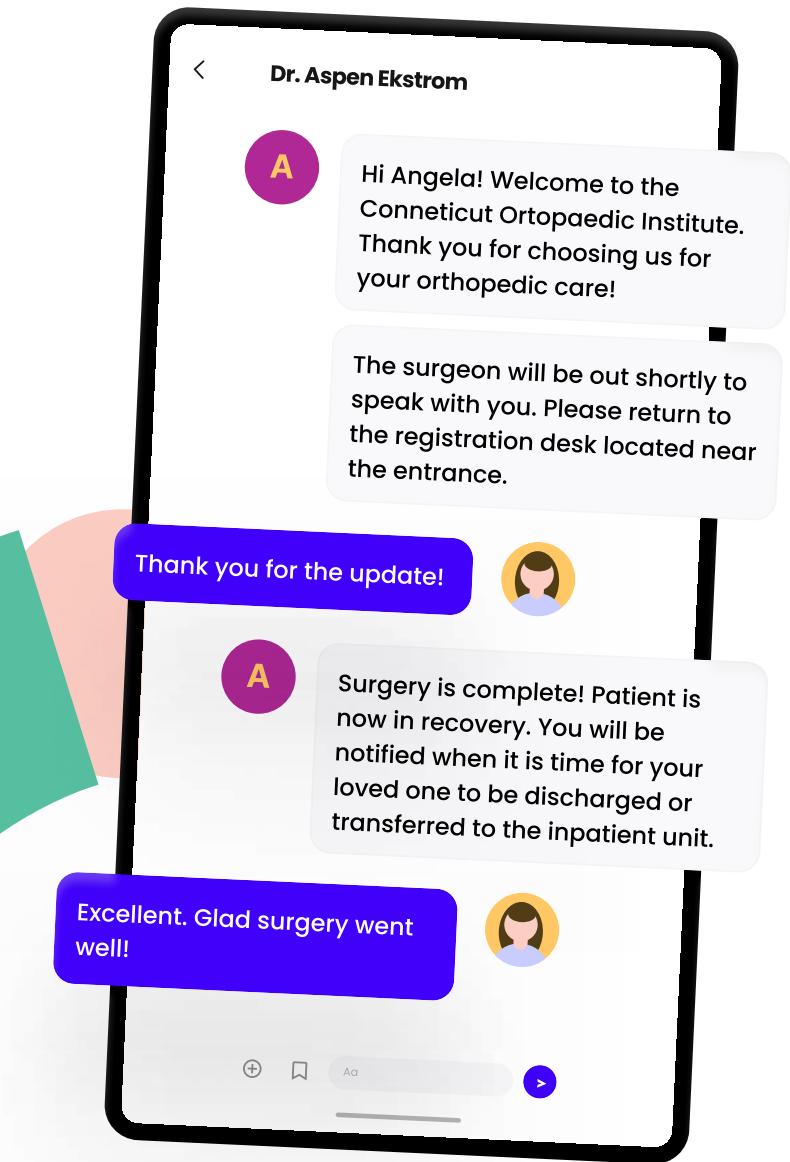 Dr. Aspen Ekstrom
A
Hi Angela! Welcome to the
Conneticut Ortopaedic Institute.
Thank you for choosing us for
your orthopedic care!
The surgeon will be out shortly to
speak with you. Please return to
the registration desk located near
the entrance.
Thank you for the update!
A
Surgery is complete! Patient is
now in recovery. You will be
notified when it is time for your
loved one to be discharged or
transferred to the inpatient unit.
Excellent. Glad surgery went
well!
Aa